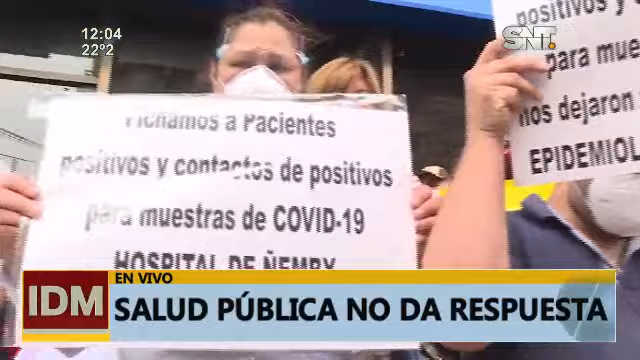 12:04
22°2
SNT
Fichamos a Pacientes
positivos y contactos de positivos
para muestras de COVID-19
HOSPITAL DE ÑEMBY
positivos y
para mue
nos dejaron
EPIDEMIOL
EN VIVO
IDM
SALUD PÚBLICA NO DA RESPUESTA